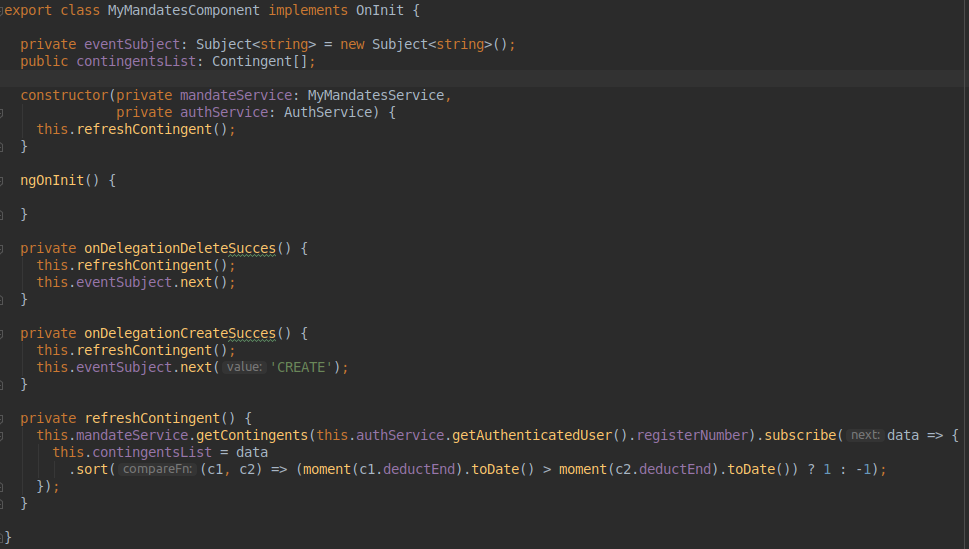 export class MyMandatesComponent implements OnInit {
private eventSubject: Subject<string> = new Subject<string>();
public contingentsList: Contingent[];
constructor(private mandateService: MyMandatesService,
private authService: AuthService) {
this.refreshContingent();
}
ngOnInit() {
}
private onDelegationDeleteSucces() {
this.refreshContingent();
this.eventSubject.next();
}
private onDelegationCreateSucces() {
this.refreshContingent();
this.eventSubject.next( value: 'CREATE');
}
private refreshContingent() {
this.mandateService.getContingents(this.authService.getAuthenticatedUser().registerNumber).subscribe( next: data => {
this.contingentsList = data
.sort( compareFn: (c1, c2) => (moment(c1.deductEnd).toDate() > moment(c2.deductEnd).toDate()) ? 1 : -1);
});
}
}